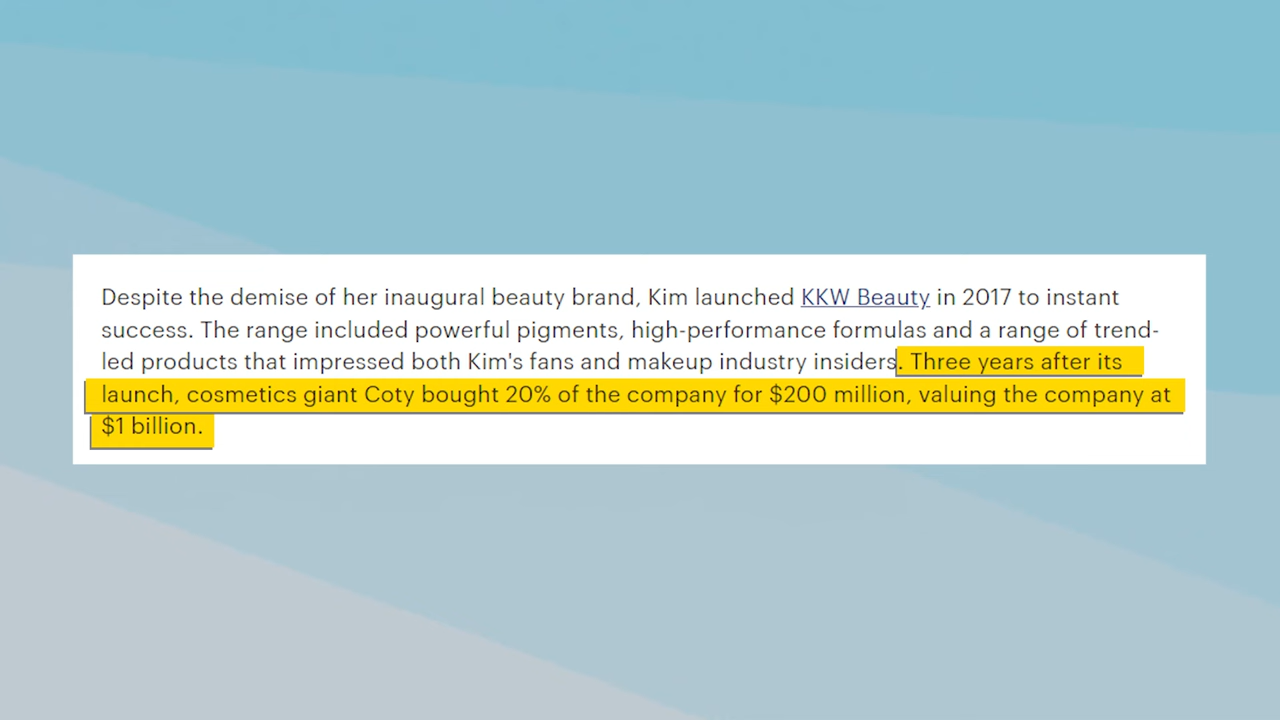 Despite the demise of her inaugural beauty brand, Kim launched KKW Beauty in 2017 to instant
success. The range included powerful pigments, high-performance formulas and a range of trend-
led products that impressed both Kim's fans and makeup industry insiders. Three years after its
launch, cosmetics giant Coty bought 20% of the company for $200 million, valuing the company at
$1 billion.